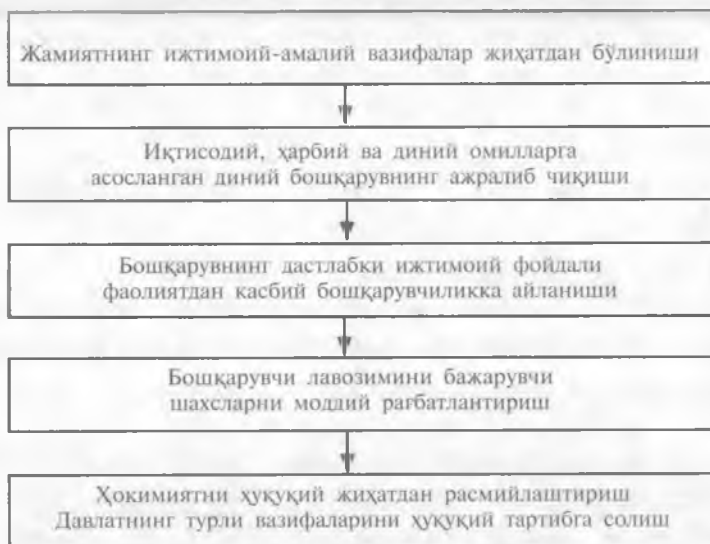 Жамиятнинг ижтимоий-амалий вазифалар жиҳатдан бўлиниши
Иқтисодий, ҳарбий ва диний омилларга
асосланган диний бошқарувнинг ажралиб чиқиши
Бошқарувнинг дастлабки ижтимоий фойдали
фаолиятдан касбий бошқарувчиликка айланиши
Бошқарувчи лавозимини бажарувчи
шахсларни моддий рағбатлантириш
Ҳокимиятни ҳуқуқий жиҳатдан расмийлаштириш
Давлатнинг турли вазифаларини ҳуқуқий тартибга солиш